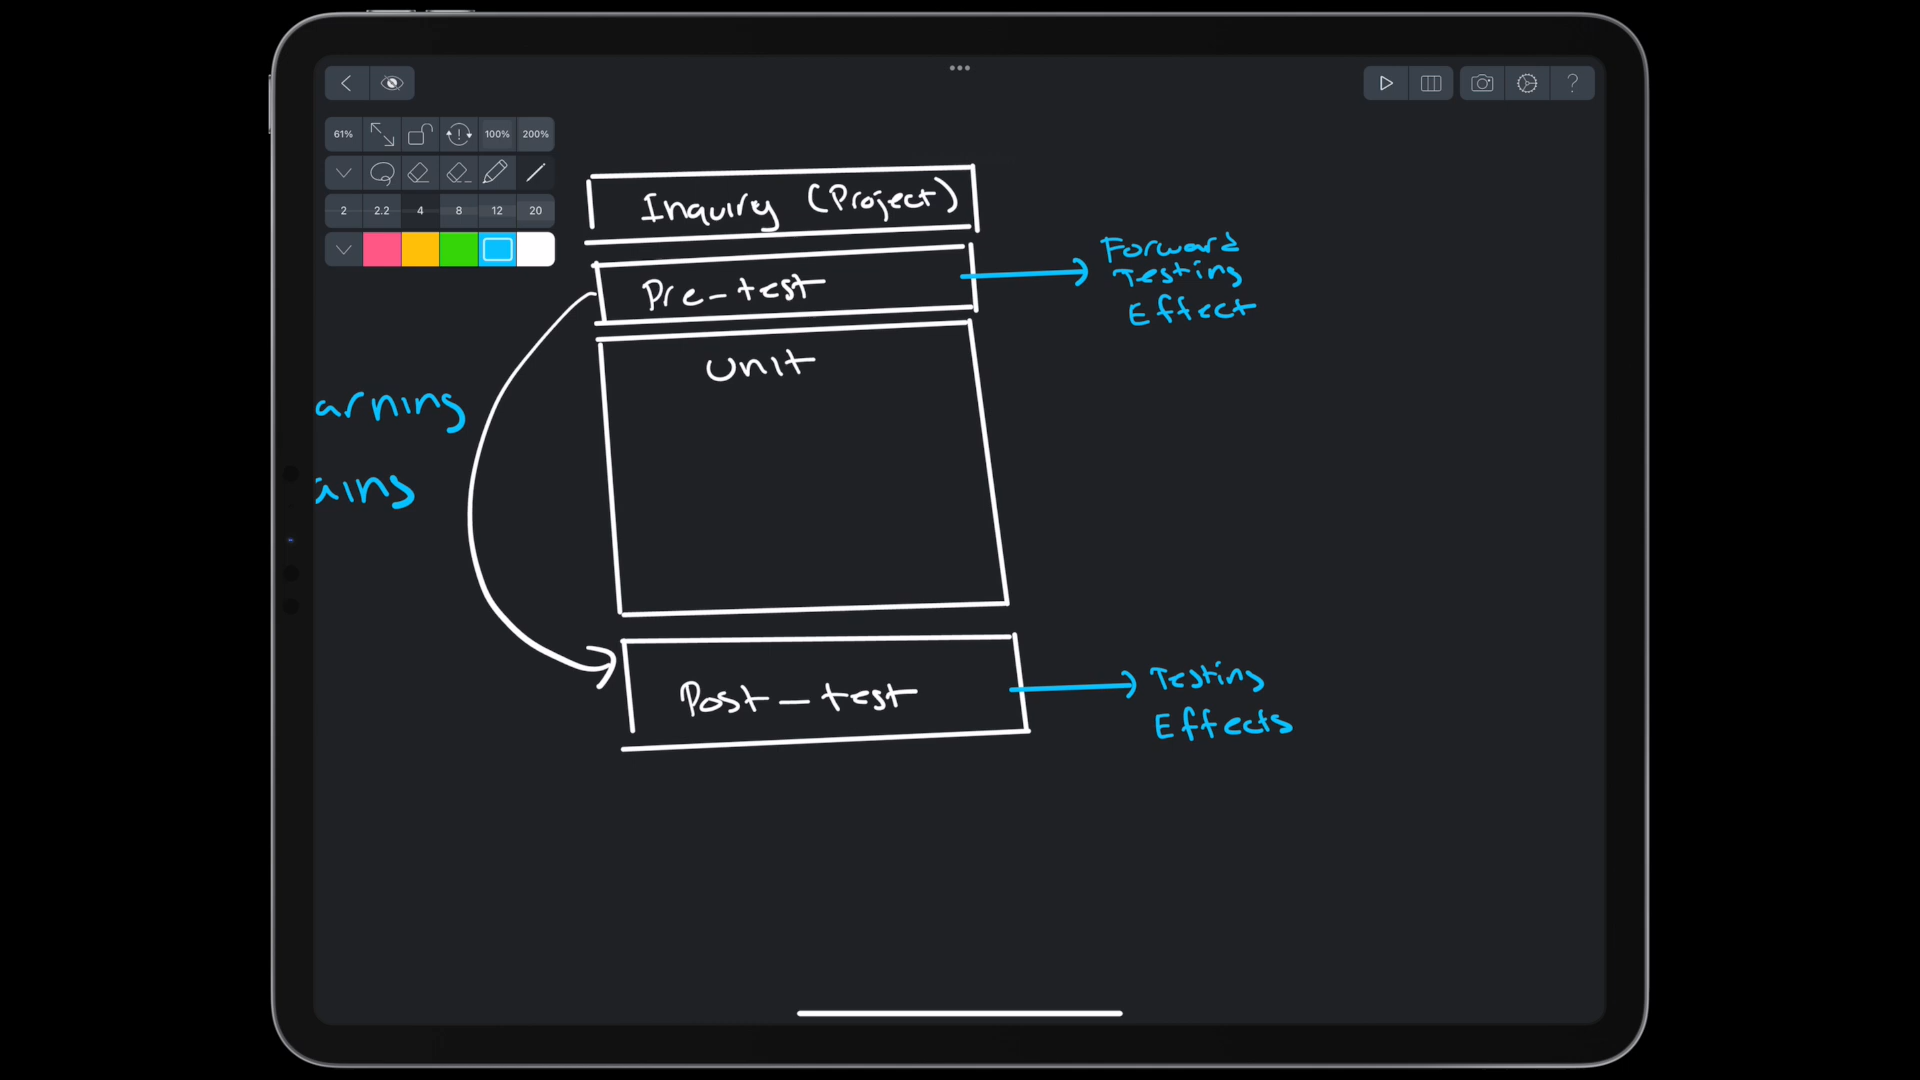 61% 100% 200%
2 2.2 4 8 12 20
Inquiry (Project)
Pre-test
Forward
Testing
Effect
Unit
arning
ains
Post-test
Testing
Effects